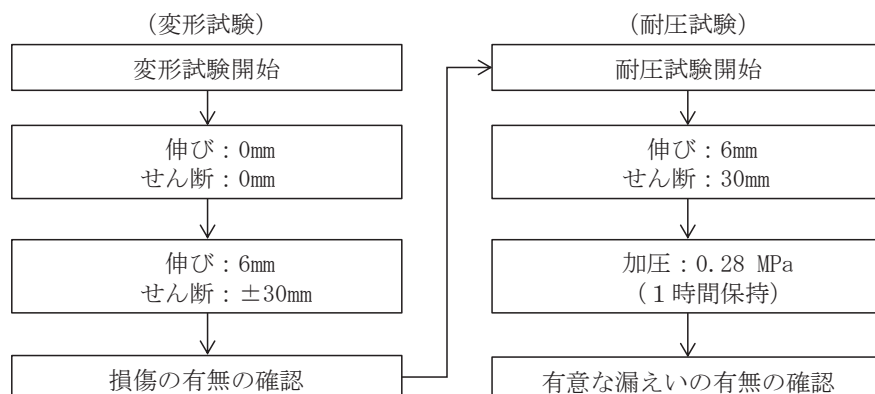 (変形試験)
変形試験開始
伸び:0mm
せん断:0mm
伸び:6mm
せん断:±30mm
損傷の有無の確認
(耐圧試験)
耐圧試験開始
伸び:6mm
せん断:30mm
加圧:0.28 MPa
(1時間保持)
有意な漏えいの有無の確認